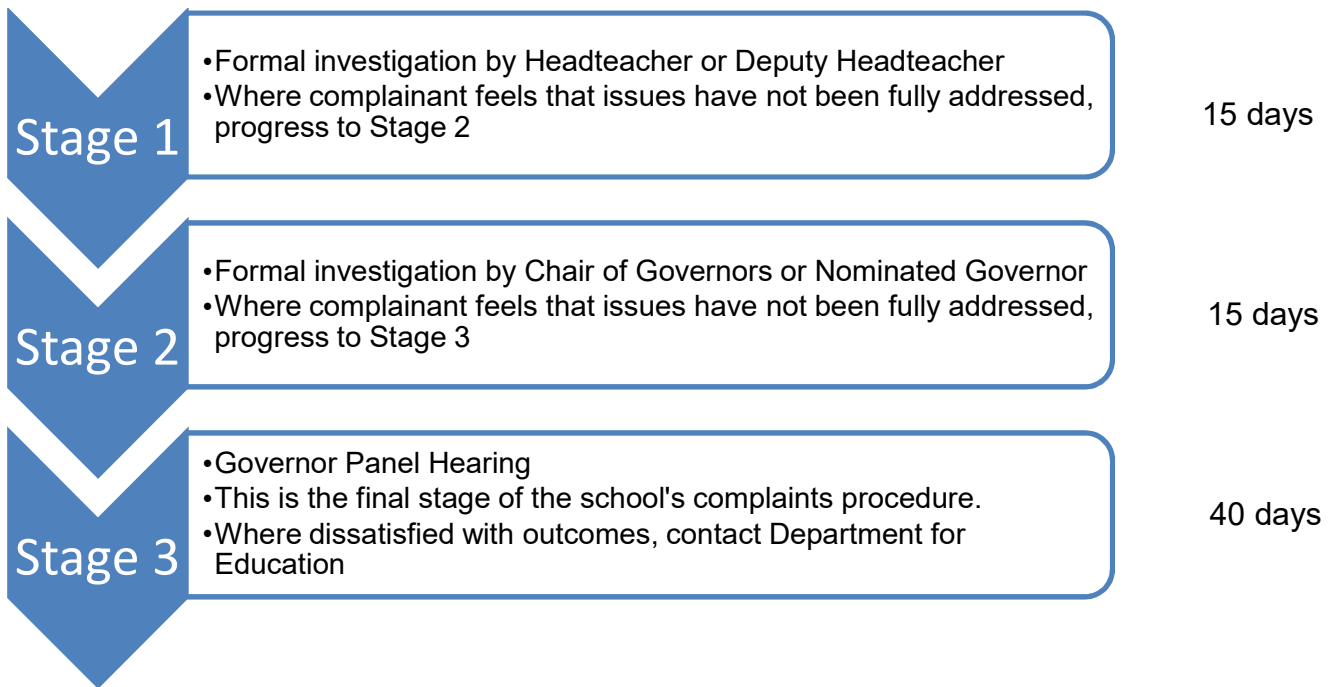 Stage 1
•Formal investigation by Headteacher or Deputy Headteacher
•Where complainant feels that issues have not been fully addressed,
progress to Stage 2
15 days
Stage 2
•Formal investigation by Chair of Governors or Nominated Governor
•Where complainant feels that issues have not been fully addressed,
progress to Stage 3
15 days
Stage 3
•Governor Panel Hearing
•This is the final stage of the school's complaints procedure.
•Where dissatisfied with outcomes, contact Department for
Education
40 days